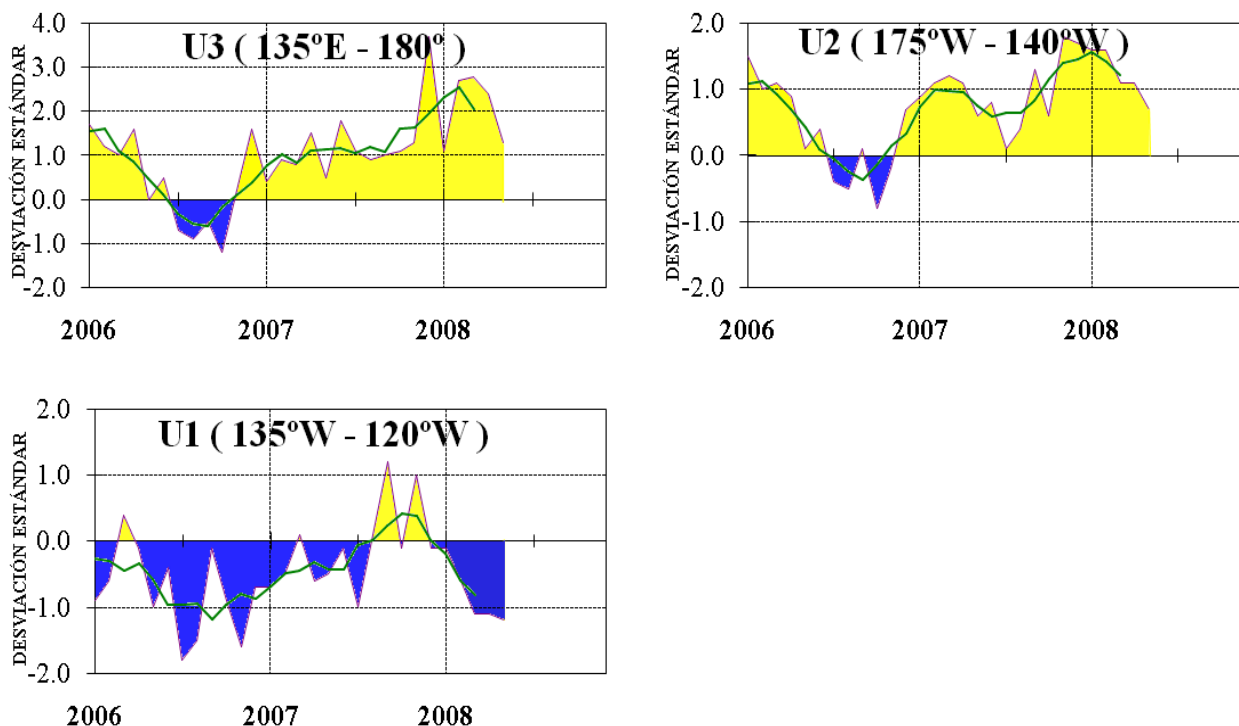 U3 ( 135ºE - 180º )
DESVIACIÓN ESTÁNDAR
4.0
3.0
2.0
1.0
0.0
-1.0
-2.0
2006 2007 2008
U2 ( 175ºW - 140ºW )
DESVIACIÓN ESTÁNDAR
2.0
1.0
0.0
-1.0
-2.0
2006 2007 2008
U1 ( 135ºW - 120ºW )
DESVIACIÓN ESTÁNDAR
2.0
1.0
0.0
-1.0
-2.0
2006 2007 2008